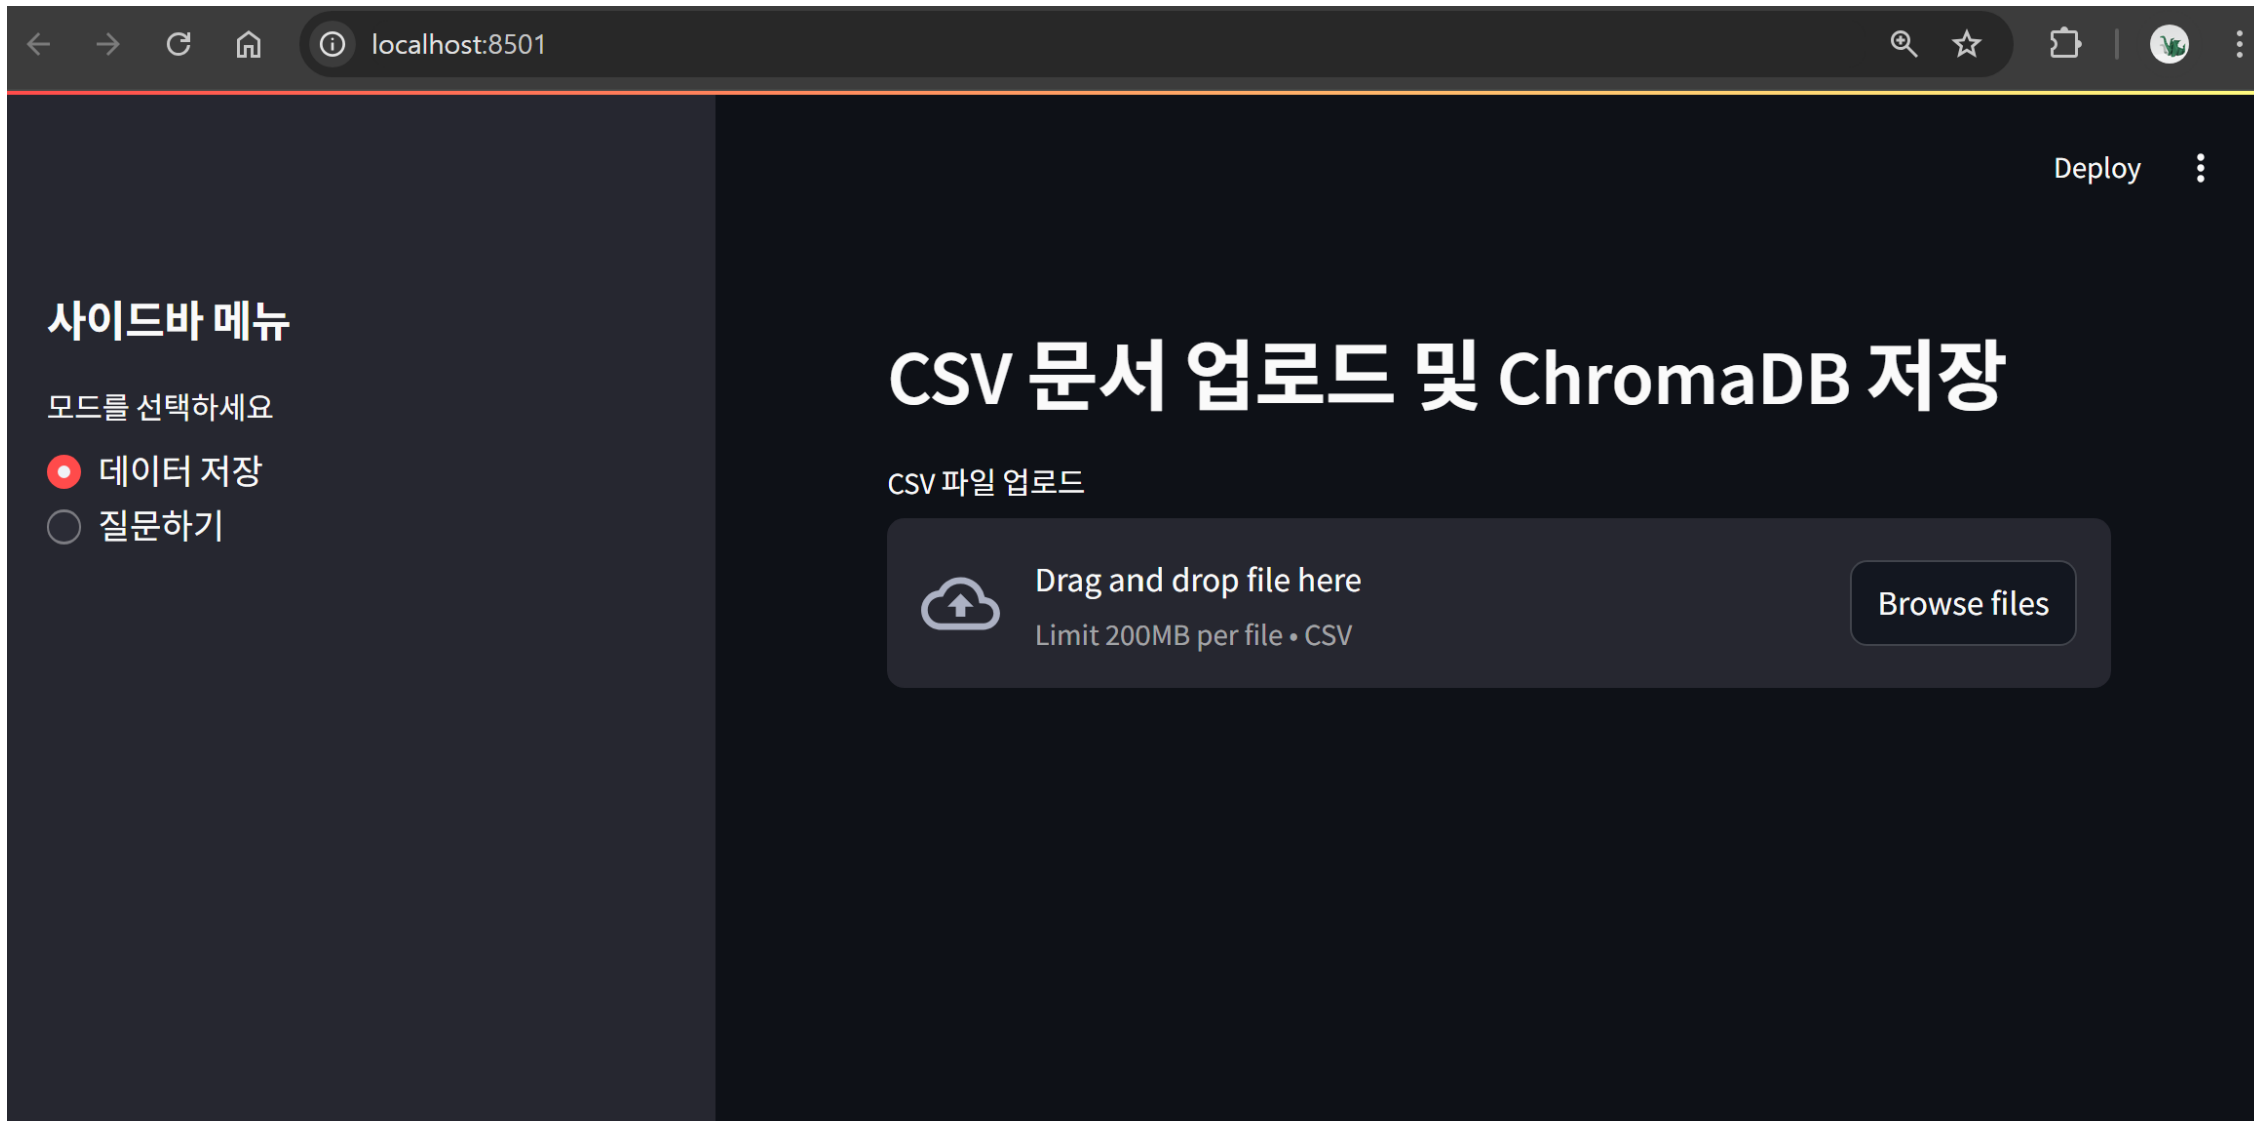 localhost:8501
Deploy
사이드바 메뉴
모드를 선택하세요
데이터 저장
질문하기
CSV 문서 업로드 및 ChromaDB 저장
CSV 파일 업로드
Drag and drop file here
Limit 200MB per file • CSV
Browse files